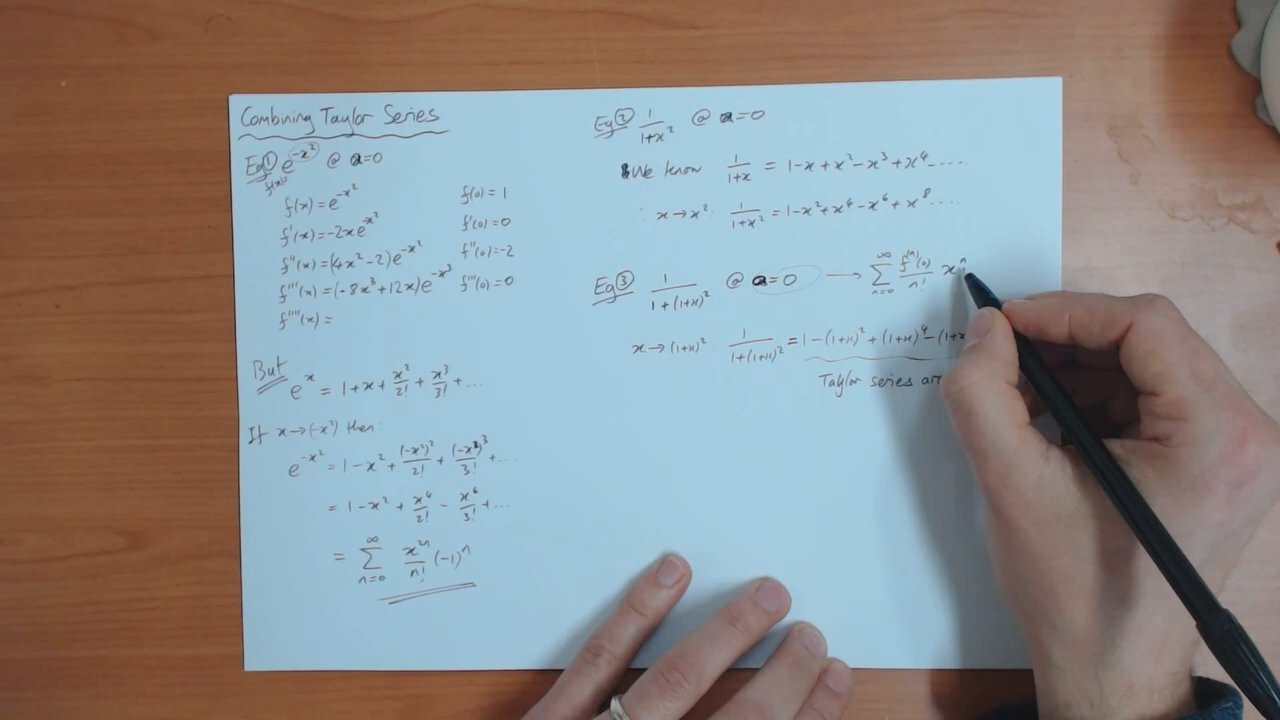 Combining Taylor Series
Eg① e^{-x²} @ a=0
f(x)=e^{-x²} f(0)=1
f'(x)=-2xe^{-x²} f'(0)=0
f''(x)=(4x²-2)e^{-x²} f''(0)=-2
f'''(x)=(-8x³+12x)e^{-x³} f'''(0)=0
f''''(x)=
But
e^x = 1+x+x²/2!+x³/3!+...
If x→(-x²) then:
e^{-x²} = 1-x²+(-x²)²/2!+(-x²)³/3!+...
= 1-x²+x⁴/2!-x⁶/3!+...
= ∑_{n=0}^{∞} x^{2n}/n! (-1)^n
Eg② 1/(1+x²) @ a=0
We know 1/(1+x) = 1-x+x²-x³+x⁴....
∴ x→x²: 1/(1+x²) = 1-x²+x⁴-x⁶+x⁸....
Eg③ 1/(1+(1+x)²) @ a=0 → ∑_{n=0}^{∞} f^{(n)}(0)/n! x^n
x→(1+x)²: 1/(1+(1+x)²) = 1-(1+x)²+(1+x)⁴-(1+x
Taylor series are